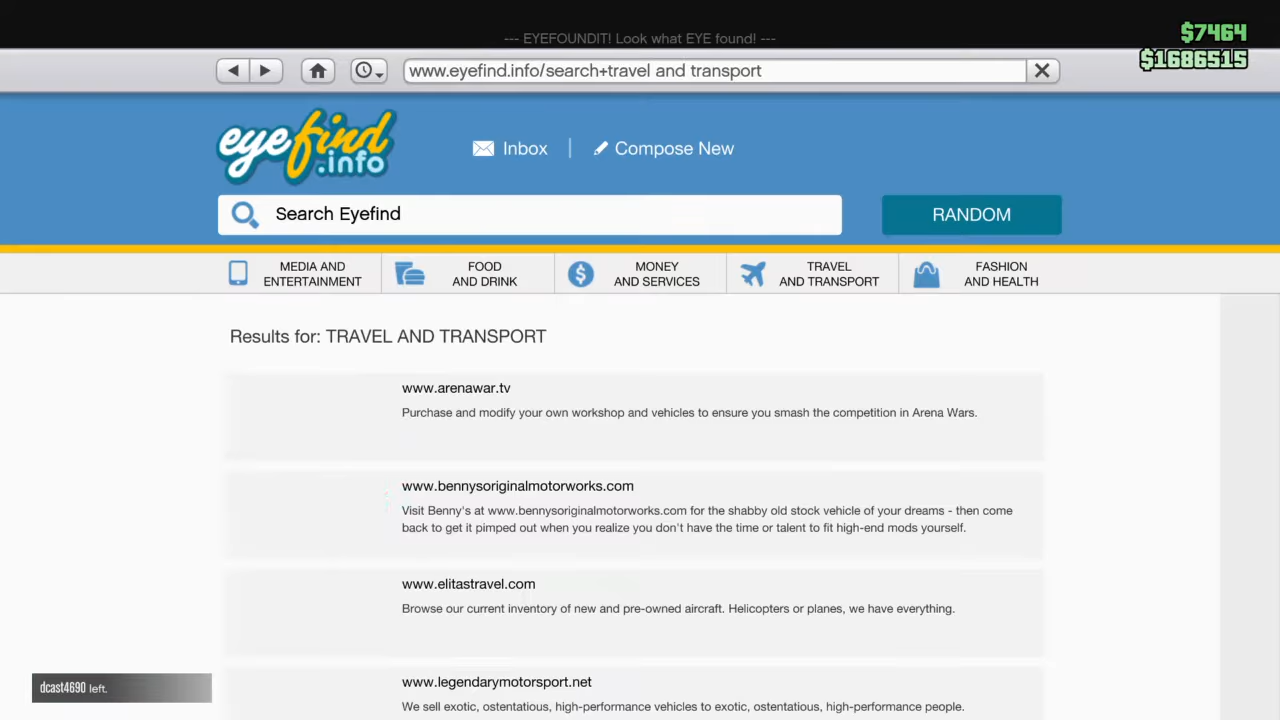 --- EYEFOUNDIT! Look what EYE found! ---
$7464
$1686515
www.eyefind.info/search+travel and transport
eyefind
.info
Inbox
Compose New
Search Eyefind
RANDOM
MEDIA AND
ENTERTAINMENT
FOOD
AND DRINK
MONEY
AND SERVICES
TRAVEL
AND TRANSPORT
FASHION
AND HEALTH
Results for: TRAVEL AND TRANSPORT
www.arenawar.tv
Purchase and modify your own workshop and vehicles to ensure you smash the competition in Arena Wars.
www.bennysoriginalmotorworks.com
Visit Benny's at www.bennysoriginalmotorworks.com for the shabby old stock vehicle of your dreams - then come
back to get it pimped out when you realize you don't have the time or talent to fit high-end mods yourself.
www.elitastravel.com
Browse our current inventory of new and pre-owned aircraft. Helicopters or planes, we have everything.
www.legendarymotorsport.net
We sell exotic, ostentatious, high-performance vehicles to exotic, ostentatious, high-performance people.
dcast4690 left.